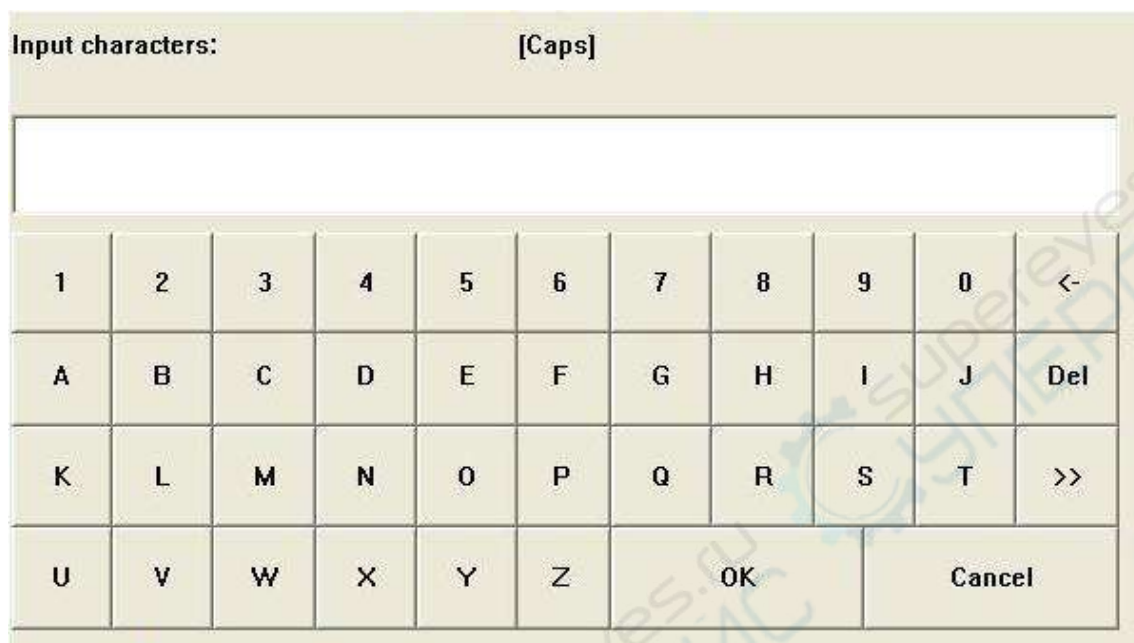 Input characters: [Caps]
1 2 3 4 5 6 7 8 9 0 <-
A B C D E F G H I J Del
K L M N O P Q R S T >>
U V W X Y Z OK Cancel